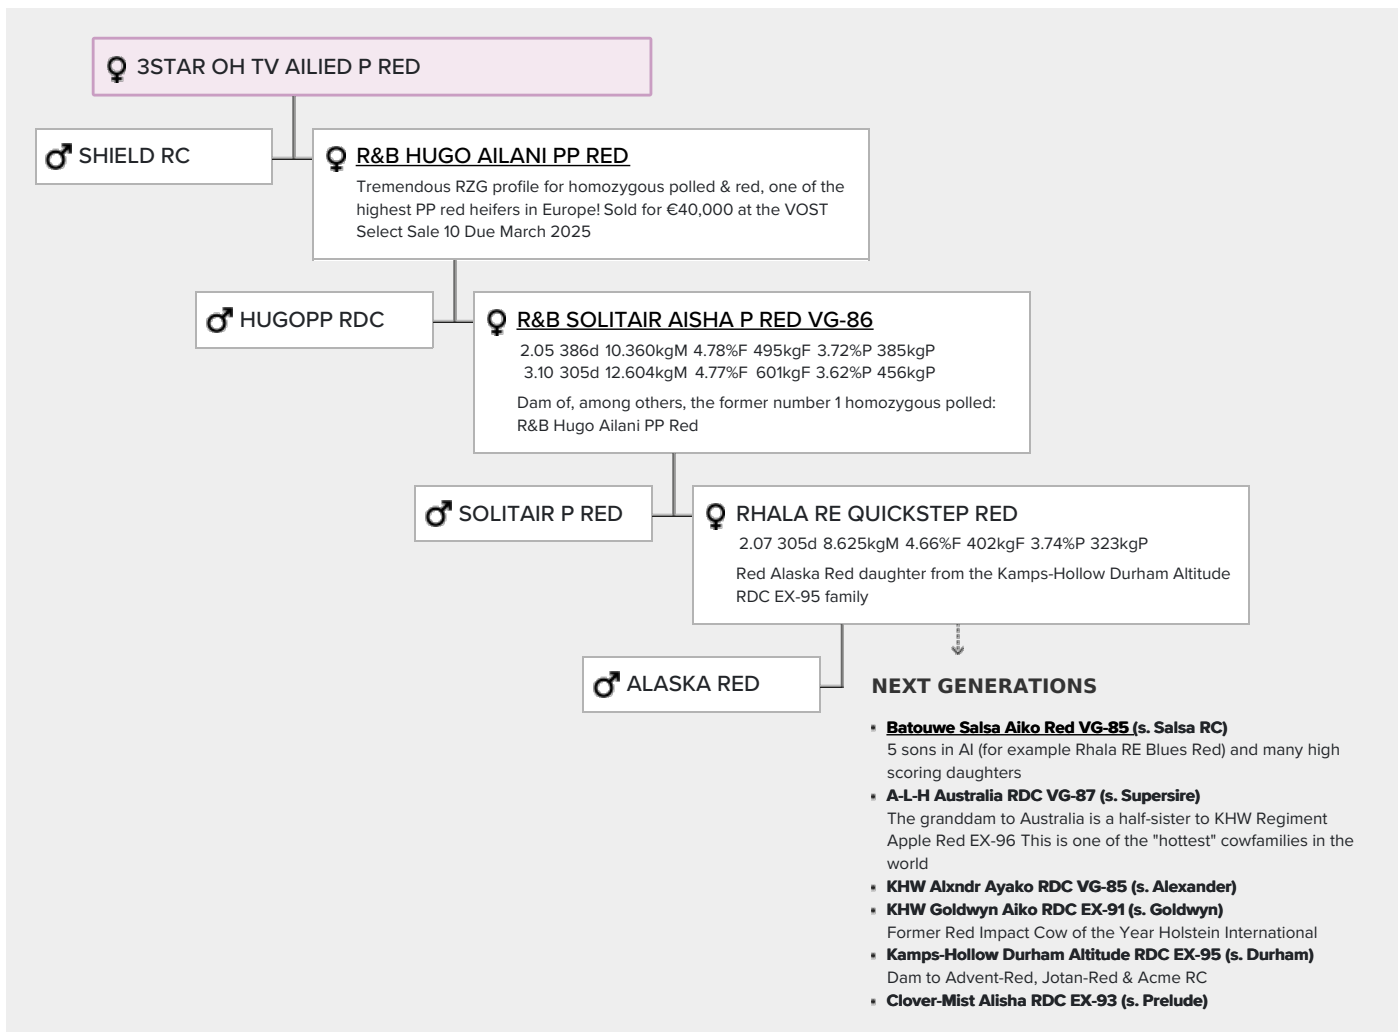 3STAR OH TV AILIED P RED
SHIELD RC
R&B HUGO AILANI PP RED
Tremendous RZG profile for homozygous polled & red, one of the
highest PP red heifers in Europe! Sold for €40,000 at the VOST
Select Sale 10 Due March 2025
HUGOPP RDC
R&B SOLITAIR AISHA P RED VG-86
2.05 386d 10.360kgM 4.78%F 495kgF 3.72%P 385kgP
3.10 305d 12.604kgM 4.77%F 601kgF 3.62%P 456kgP
Dam of, among others, the former number 1 homozygous polled:
R&B Hugo Ailani PP Red
SOLITAIR P RED
RHALA RE QUICKSTEP RED
2.07 305d 8.625kgM 4.66%F 402kgF 3.74%P 323kgP
Red Alaska Red daughter from the Kamps-Hollow Durham Altitude
RDC EX-95 family
ALASKA RED
NEXT GENERATIONS
Batouwe Salsa Aiko Red VG-85 (s. Salsa RC)
5 sons in AI (for example Rhala RE Blues Red) and many high
scoring daughters
A-L-H Australia RDC VG-87 (s. Supersire)
The granddam to Australia is a half-sister to KHW Regiment
Apple Red EX-96 This is one of the "hottest" cowfamilies in the
world
KHW Alxndr Ayako RDC VG-85 (s. Alexander)
KHW Goldwyn Aiko RDC EX-91 (s. Goldwyn)
Former Red Impact Cow of the Year Holstein International
Kamps-Hollow Durham Altitude RDC EX-95 (s. Durham)
Dam to Advent-Red, Jotan-Red & Acme RC
Clover-Mist Alisha RDC EX-93 (s. Prelude)